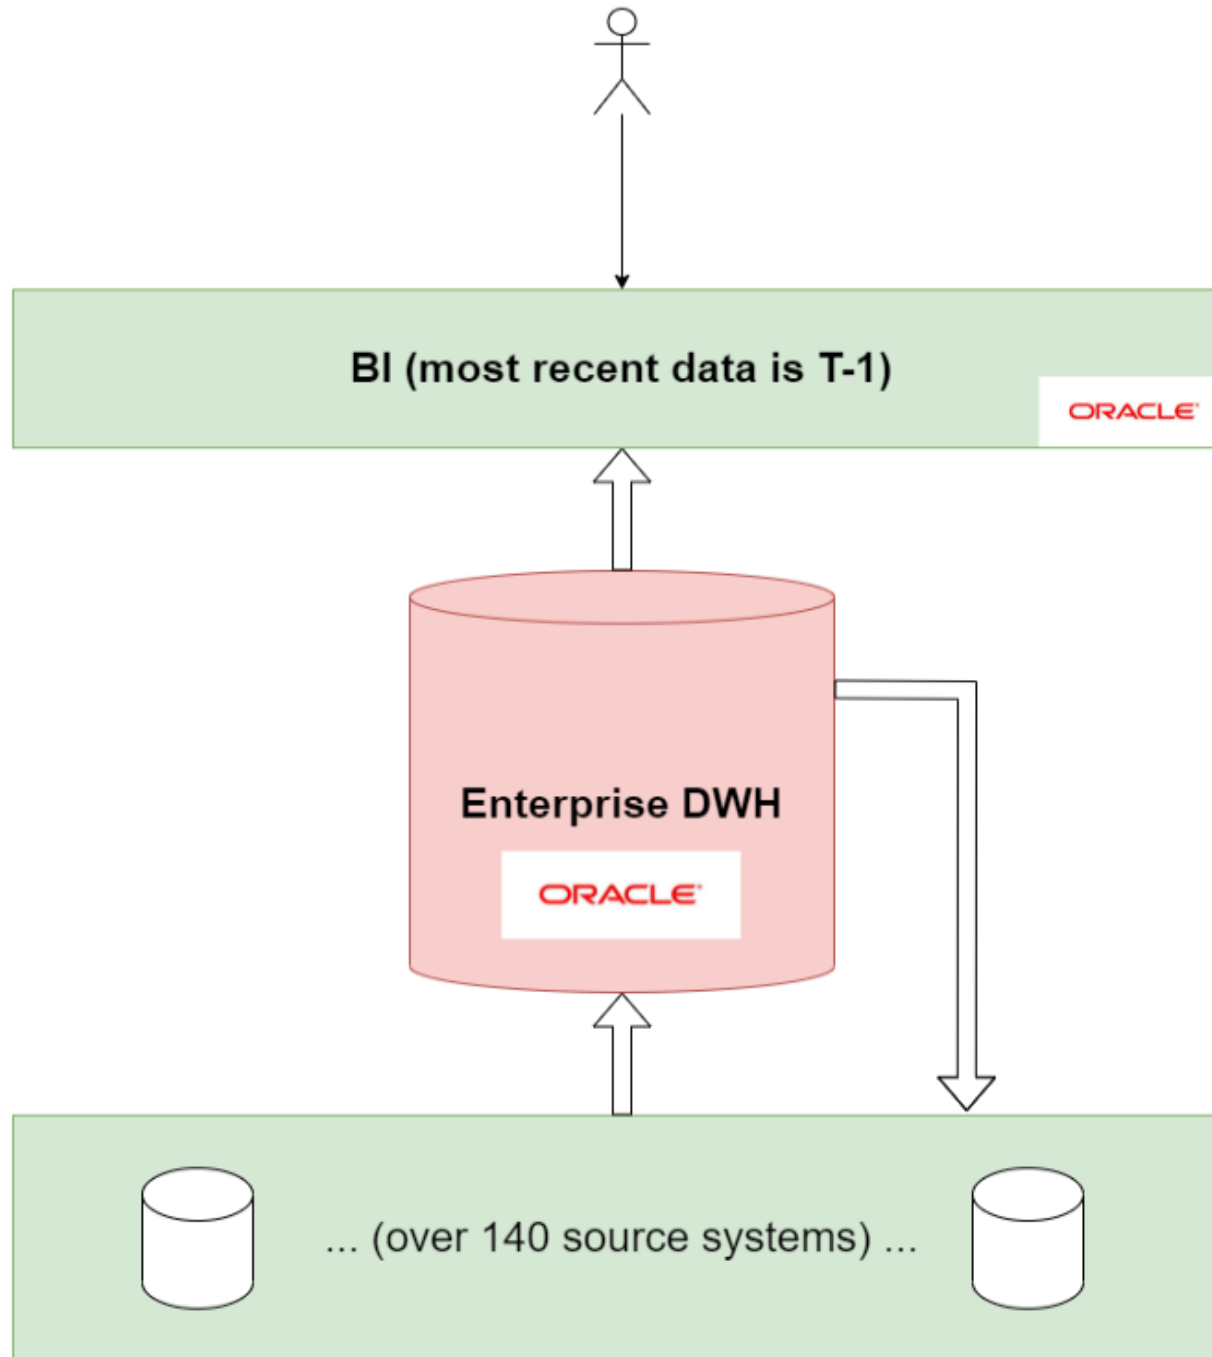 BI (most recent data is T-1)
ORACLE
Enterprise DWH
ORACLE
... (over 140 source systems) ...